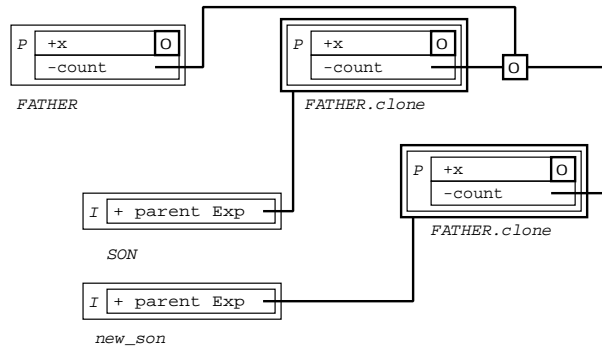 P +x O
-count
FATHER
P +x O
-count
FATHER.clone
O
P +x O
-count
FATHER.clone
I + parent Exp
SON
I + parent Exp
new_son